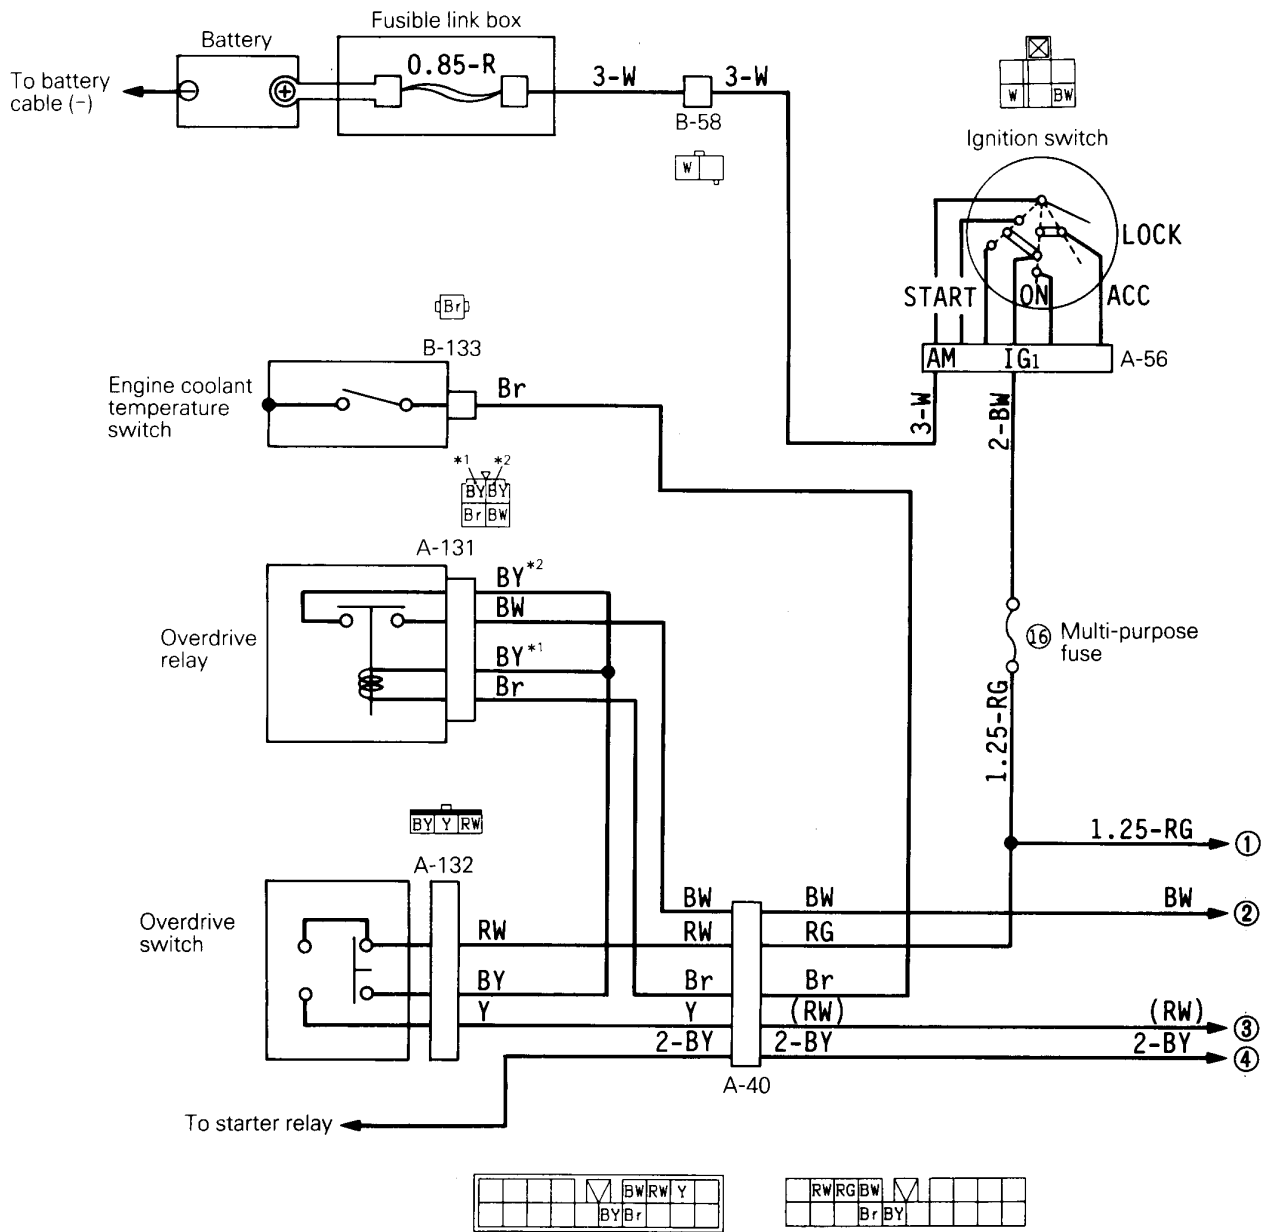 Fusible link box
Battery
0.85-R
To battery
cable (−)
3-W
3-W
B-58
W
W BW
Ignition switch
LOCK
START
ON
ACC
AM
IG1
A-56
3-W
2-BW
Br
B-133
Engine coolant
temperature
switch
Br
*1 *2
BY BY
Br BW
A-131
BY*2
BW
BY*1
Br
Overdrive
relay
16
Multi-purpose
fuse
1.25-RG
BY Y RW
A-132
1.25-RG
1
Overdrive
switch
BW
BW
BW
2
RW
RW
RG
BY
Br
Br
Y
Y
(RW)
(RW)
3
2-BY
2-BY
2-BY
4
A-40
To starter relay
BW RW Y
BY Br
RW RG BW
Br BY